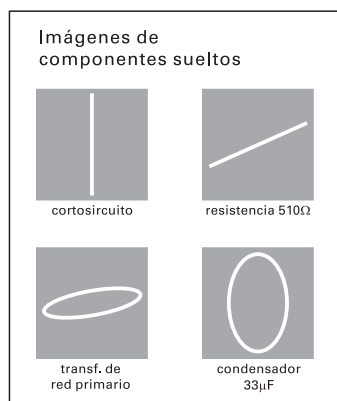 Imágenes de
componentes sueltos
cortosircuito
resistencia 510Ω
transf. de
red primario
condensador
33µF